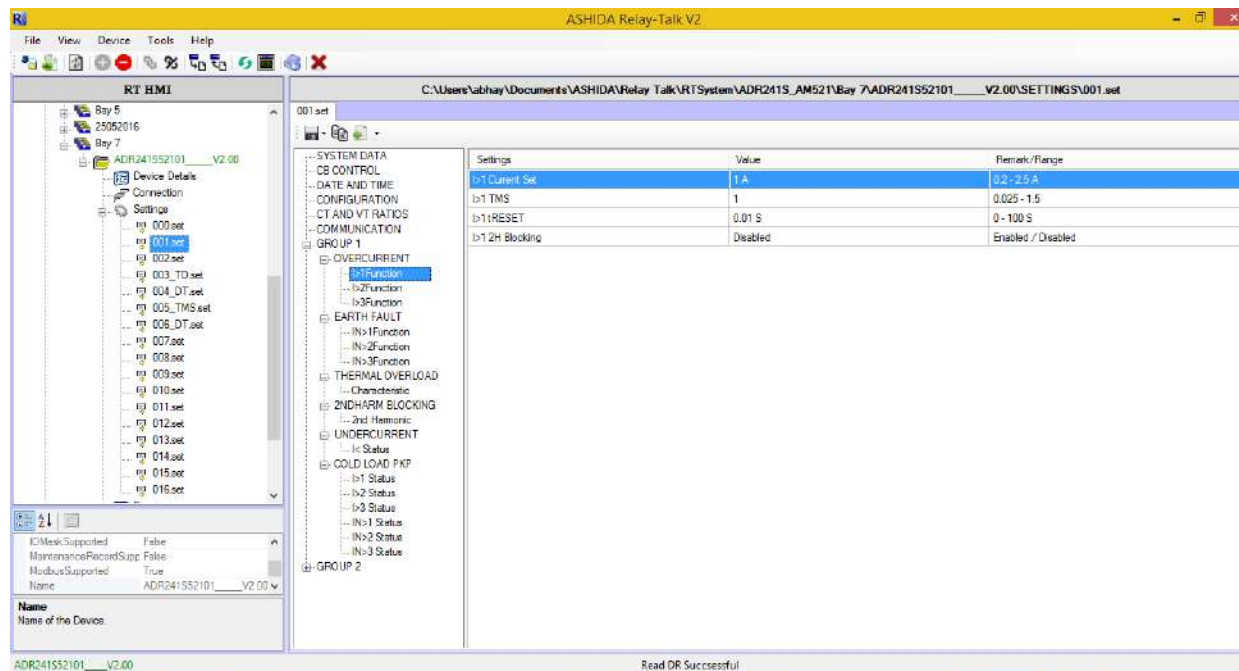 ASHIDA Relay-Talk V2
File View Device Tools Help
RT HMI
C:\Users\abhay\Documents\ASHIDA\Relay Talk\RTSystem\ADR241S_AM521\Bay 7\ADR241S52101____V2.00\SETTINGS\001.set
Bay 5
25052016
Bay 7
ADR241S52101____V2.00
Device Details
Connection
Settings
000.set
001.set
002.set
003_TD.set
004_DT.set
005_TMS.set
006_DT.set
007.set
008.set
009.set
010.set
011.set
012.set
013.set
014.set
015.set
016.set
IOMaskSupported False
MaintenanceRecordSupp False
ModbusSupported True
Name ADR241S52101____V2.00
Name
Name of the Device.
001.set
SYSTEM DATA
CB CONTROL
DATE AND TIME
CONFIGURATION
CT AND VT RATIOS
COMMUNICATION
GROUP 1
OVERCURRENT
I>1Function
I>2Function
I>3Function
EARTH FAULT
IN>1Function
IN>2Function
IN>3Function
THERMAL OVERLOAD
Characteristic
2NDHARM BLOCKING
2nd Harmonic
UNDERCURRENT
I< Status
COLD LOAD PKP
I>1 Status
I>2 Status
I>3 Status
IN>1 Status
IN>2 Status
IN>3 Status
GROUP 2
Settings Value Remark/Range
I>1 Current Set 1 A 0.2 - 2.5 A
I>1 TMS 1 0.025 - 1.5
I>1 tRESET 0.01 S 0 - 100 S
I>1 2H Blocking Disabled Enabled / Disabled
ADR241S52101____V2.00
Read DR Succsessful